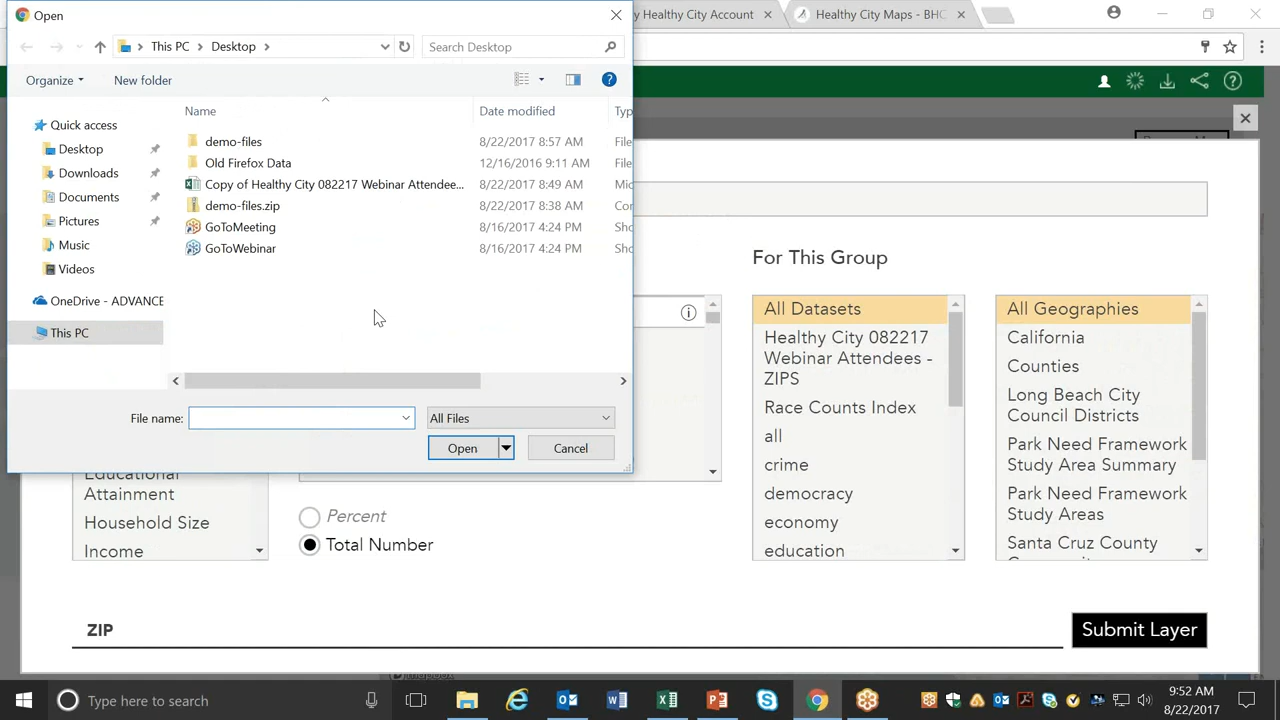 Open
Healthy City Account
Healthy City Maps - BHC
This PC
Desktop
Search Desktop
Organize
New folder
Name
Date modified
Quick access
demo-files
8/22/2017 8:57 AM
Desktop
Old Firefox Data
12/16/2016 9:11 AM
Downloads
Copy of Healthy City 082217 Webinar Attendee...
8/22/2017 8:49 AM
Documents
demo-files.zip
8/22/2017 8:38 AM
Pictures
GoToMeeting
8/16/2017 4:24 PM
Music
GoToWebinar
8/16/2017 4:24 PM
Videos
OneDrive - ADVANCE
This PC
File name:
All Files
Open
Cancel
For This Group
All Datasets
Healthy City 082217
Webinar Attendees -
ZIPS
Race Counts Index
all
crime
democracy
economy
education
All Geographies
California
Counties
Long Beach City
Council Districts
Park Need Framework
Study Area Summary
Park Need Framework
Study Areas
Santa Cruz County
Educational
Attainment
Household Size
Income
Percent
Total Number
ZIP
Submit Layer
Type here to search
9:52 AM
8/22/2017